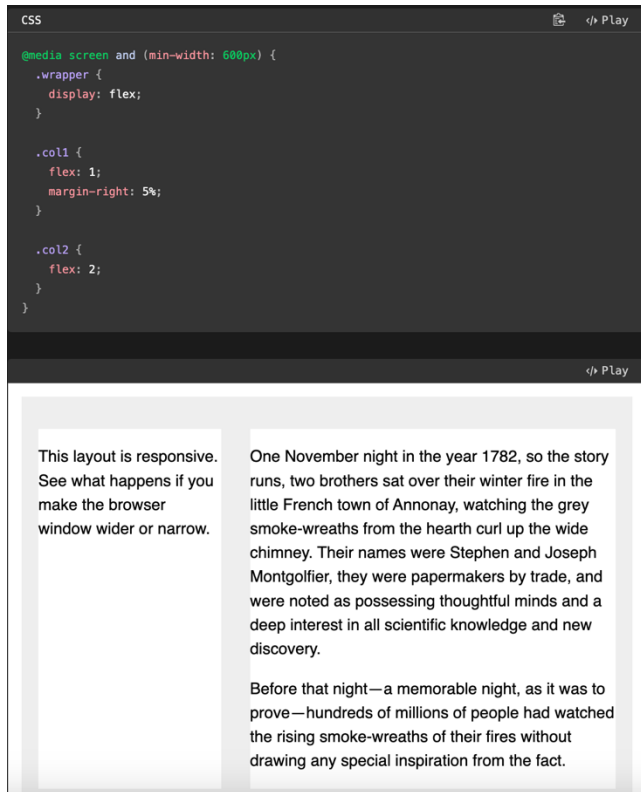 CSS
</> Play
@media screen and (min-width: 600px) {
.wrapper {
display: flex;
}
.col1 {
flex: 1;
margin-right: 5%;
}
.col2 {
flex: 2;
}
}
</> Play
This layout is responsive.
See what happens if you
make the browser
window wider or narrow.
One November night in the year 1782, so the story
runs, two brothers sat over their winter fire in the
little French town of Annonay, watching the grey
smoke-wreaths from the hearth curl up the wide
chimney. Their names were Stephen and Joseph
Montgolfier, they were papermakers by trade, and
were noted as possessing thoughtful minds and a
deep interest in all scientific knowledge and new
discovery.
Before that night—a memorable night, as it was to
prove—hundreds of millions of people had watched
the rising smoke-wreaths of their fires without
drawing any special inspiration from the fact.